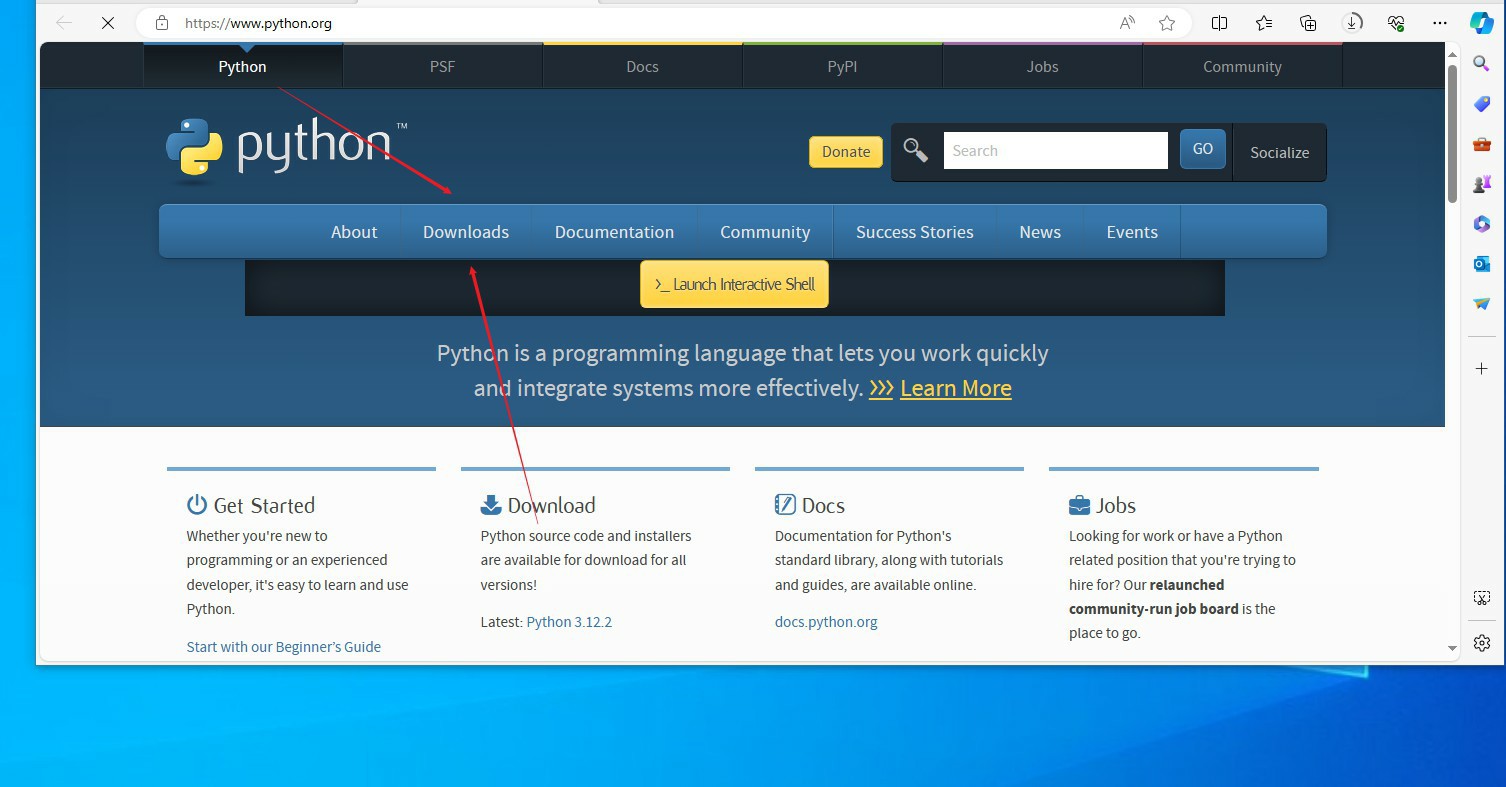 https://www.python.org
Python PSF Docs PyPI Jobs Community
python™
Donate Search GO Socialize
About Downloads Documentation Community Success Stories News Events
>_ Launch Interactive Shell
Python is a programming language that lets you work quickly
and integrate systems more effectively. >>> Learn More
Get Started
Whether you're new to
programming or an experienced
developer, it's easy to learn and use
Python.
Start with our Beginner’s Guide
Download
Python source code and installers
are available for download for all
versions!
Latest: Python 3.12.2
Docs
Documentation for Python's
standard library, along with tutorials
and guides, are available online.
docs.python.org
Jobs
Looking for work or have a Python
related position that you're trying to
hire for? Our relaunched
community-run job board is the
place to go.